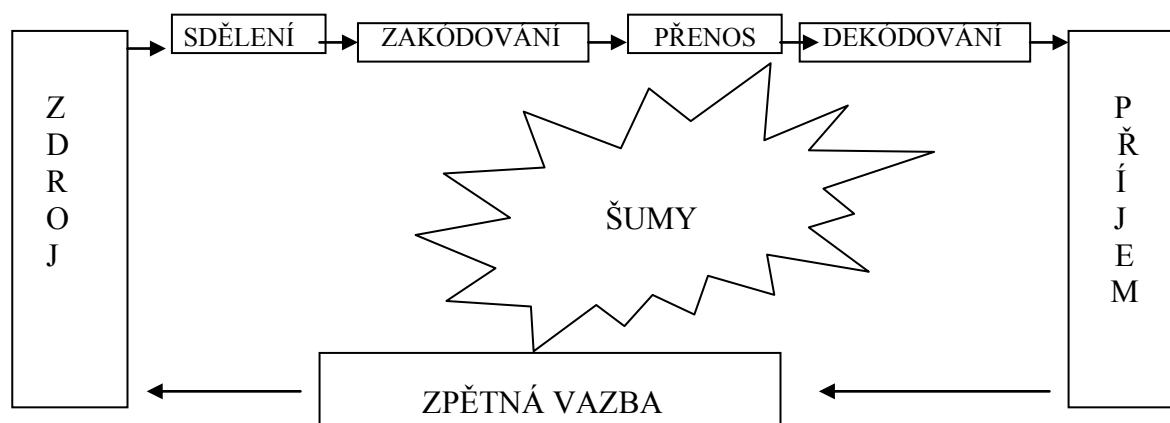 SDĚLENÍ
ZAKÓDOVÁNÍ
PŘENOS
DEKÓDOVÁNÍ
Z
D
R
O
J
ŠUMY
P
Ř
Í
J
E
M
ZPĚTNÁ VAZBA